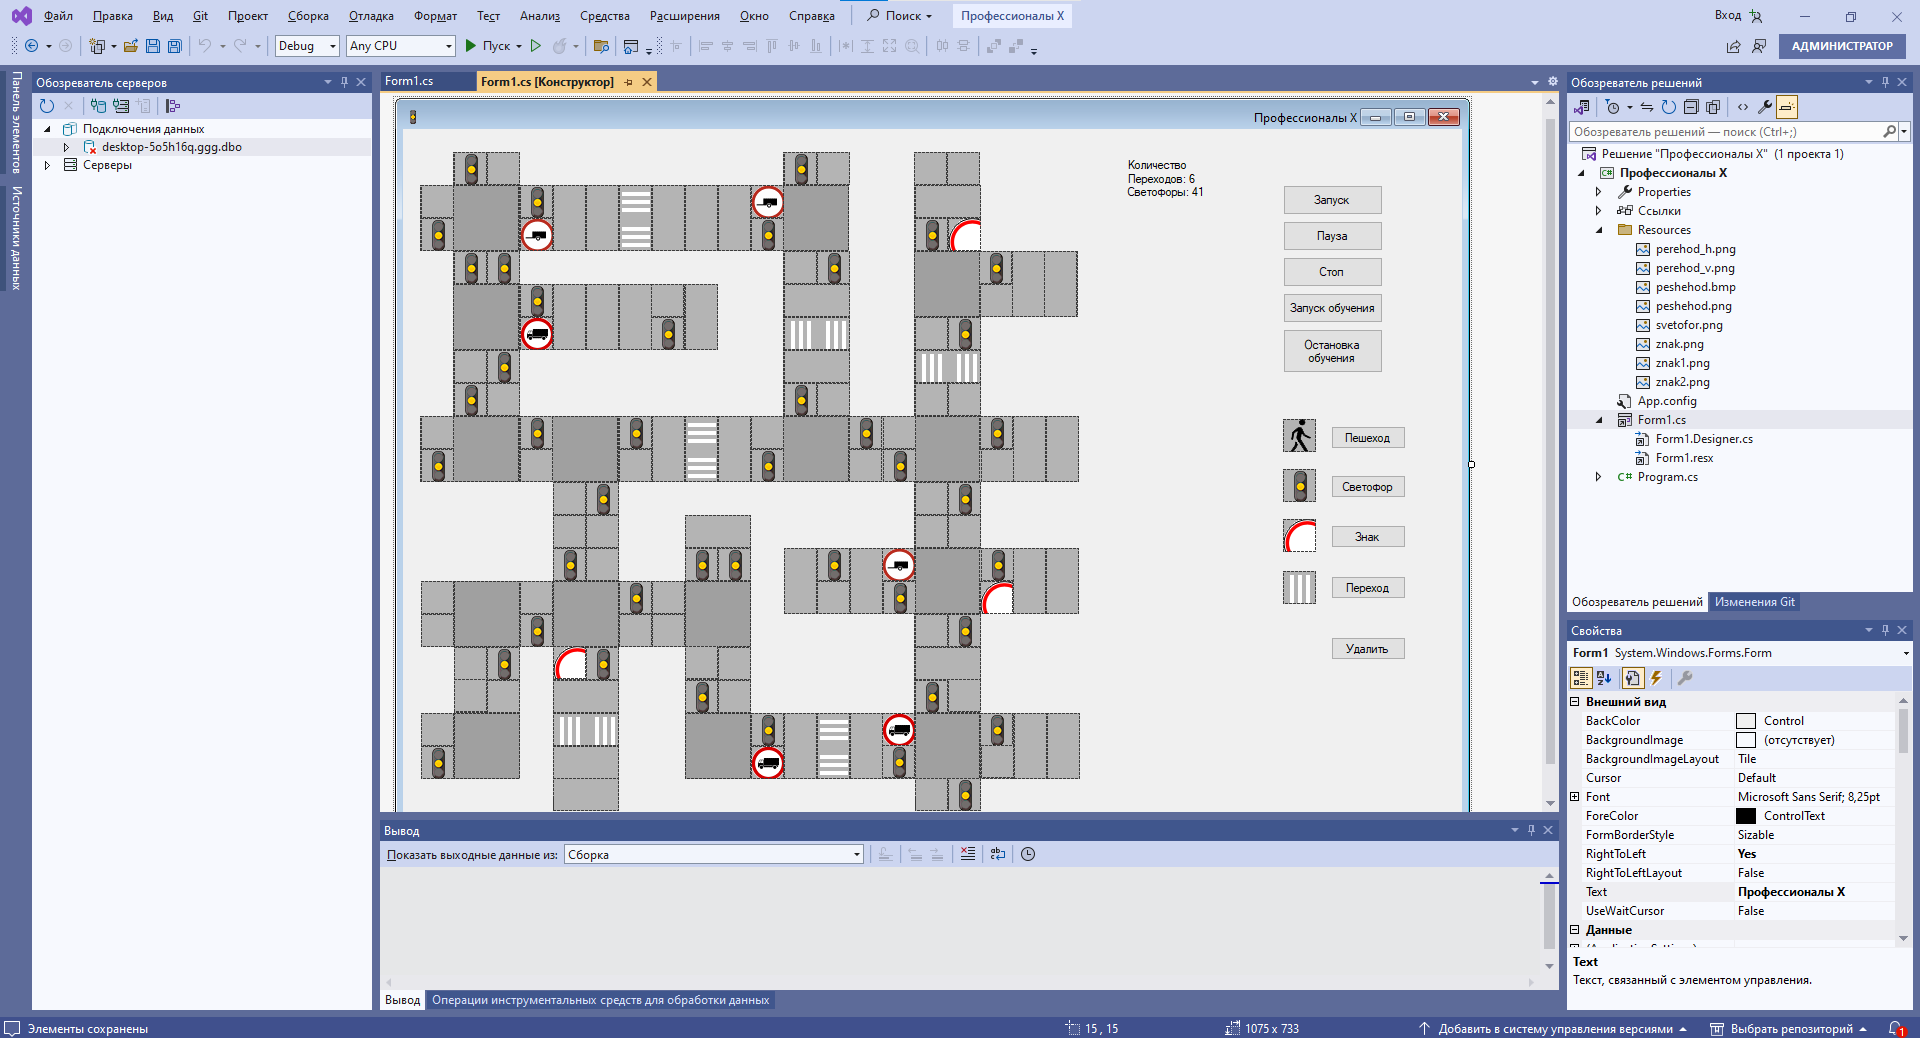 Файл Правка Вид Git Проект Сборка Отладка Формат Тест Анализ Средства Расширения Окно Справка Поиск Профессионалы X Вход
Debug Any CPU Пуск АДМИНИСТРАТОР
Панель элементов
Источники данных
Обозреватель серверов
Подключения данных
desktop-5o5h16q.ggg.dbo
Серверы
Form1.cs Form1.cs [Конструктор]
Профессионалы X
Количество
Переходов: 6
Светофоры: 41
Запуск
Пауза
Стоп
Запуск обучения
Остановка
обучения
Пешеход
Светофор
Знак
Переход
Удалить
Вывод
Показать выходные данные из: Сборка
Вывод Операции инструментальных средств для обработки данных
Обозреватель решений
Обозреватель решений — поиск (Ctrl+;)
Решение "Профессионалы X" (1 проекта 1)
Профессионалы X
Properties
Ссылки
Resources
perehod_h.png
perehod_v.png
peshehod.bmp
peshehod.png
svetofor.png
znak.png
znak1.png
znak2.png
App.config
Form1.cs
Form1.Designer.cs
Form1.resx
C# Program.cs
Обозреватель решений Изменения Git
Свойства
Form1 System.Windows.Forms.Form
Внешний вид
BackColor Control
BackgroundImage (отсутствует)
BackgroundImageLayout Tile
Cursor Default
Font Microsoft Sans Serif; 8,25pt
ForeColor ControlText
FormBorderStyle Sizable
RightToLeft Yes
RightToLeftLayout False
Text Профессионалы X
UseWaitCursor False
Данные
Text
Текст, связанный с элементом управления.
Элементы сохранены 15 , 15 1075 x 733 Добавить в систему управления версиями Выбрать репозиторий 1